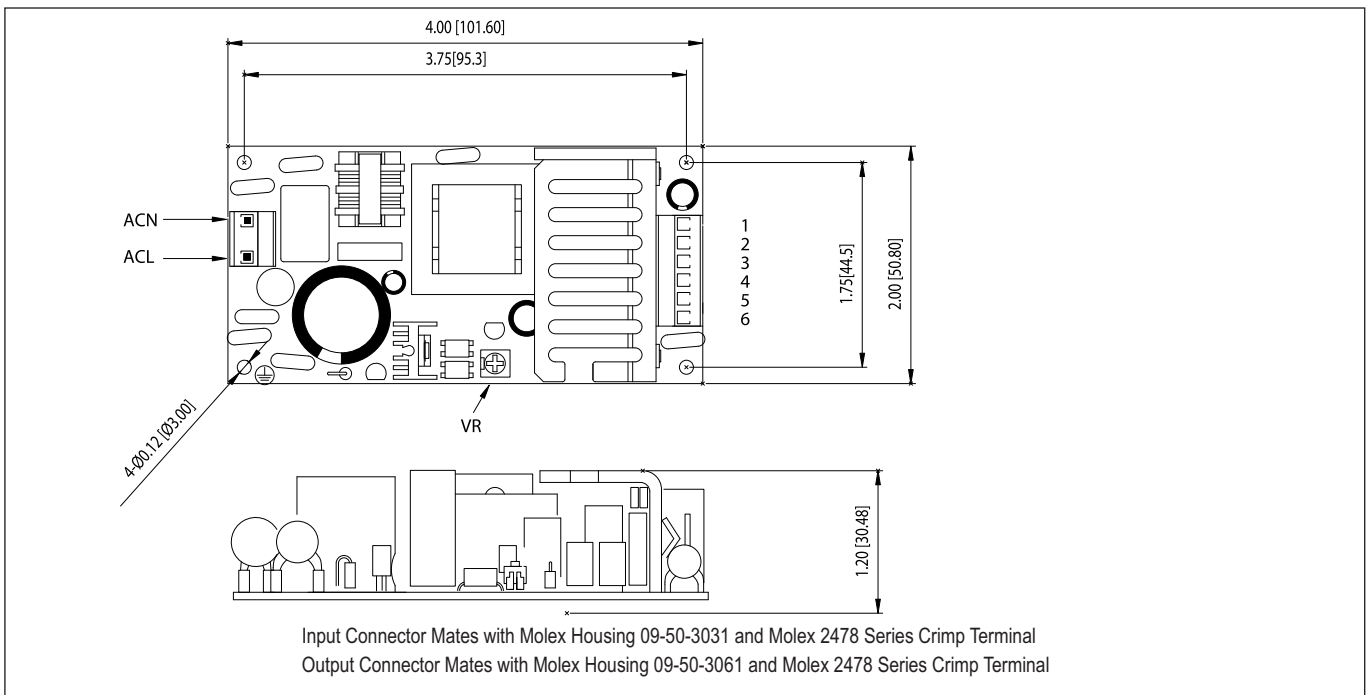 4.00 [101.60]
3.75[95.3]
ACN
ACL
1
2
3
4
5
6
1.75[44.5]
2.00 [50.80]
4-Ø0.12 [Ø3.00]
VR
1.20 [30.48]
Input Connector Mates with Molex Housing 09-50-3031 and Molex 2478 Series Crimp Terminal
Output Connector Mates with Molex Housing 09-50-3061 and Molex 2478 Series Crimp Terminal